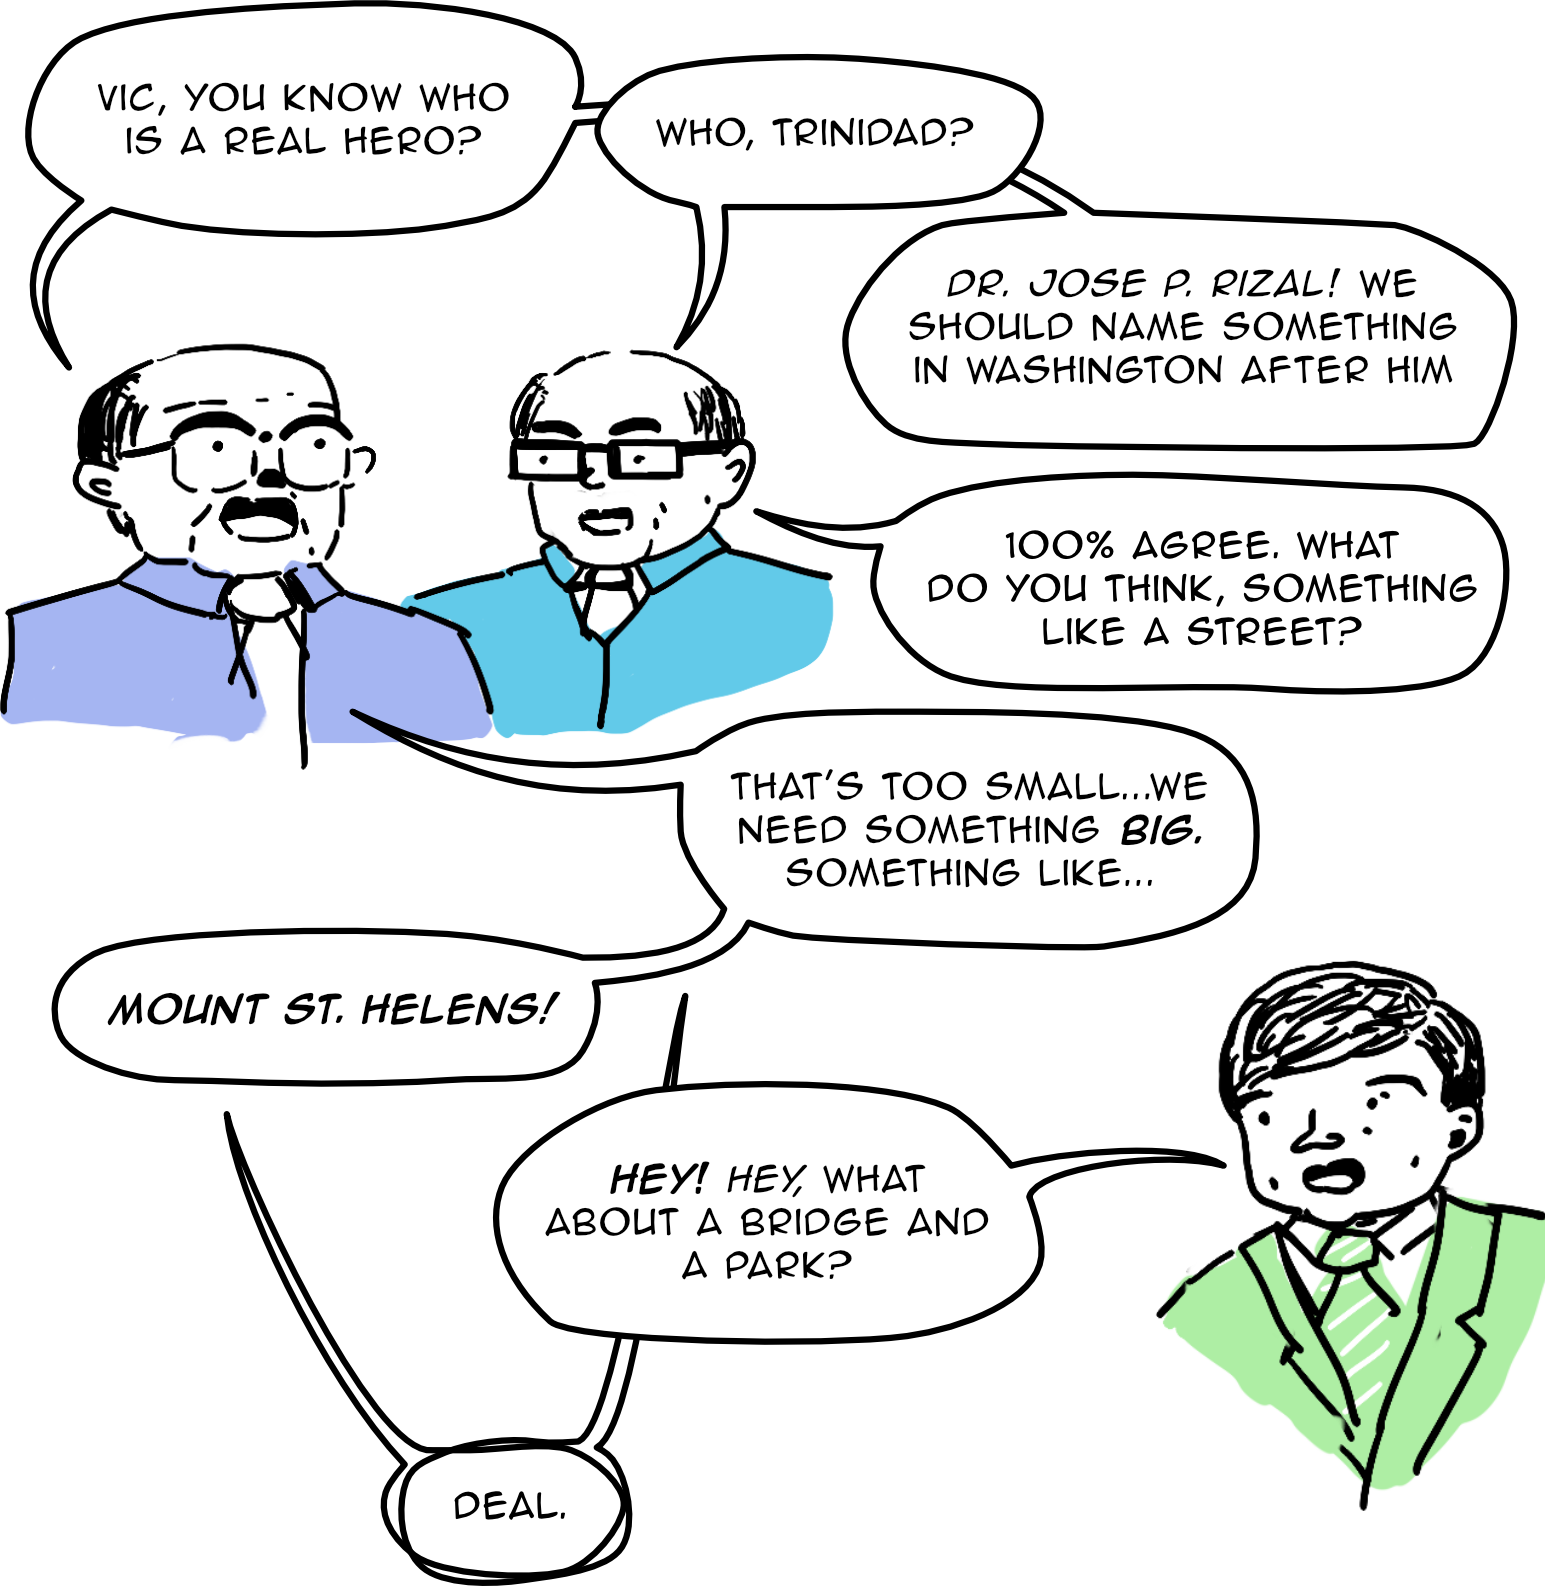 VIC, YOU KNOW WHO
IS A REAL HERO?
WHO, TRINIDAD?
DR. JOSE P. RIZAL! WE
SHOULD NAME SOMETHING
IN WASHINGTON AFTER HIM
100% AGREE. WHAT
DO YOU THINK, SOMETHING
LIKE A STREET?
THAT'S TOO SMALL...WE
NEED SOMETHING BIG.
SOMETHING LIKE...
MOUNT ST. HELENS!
HEY! HEY, WHAT
ABOUT A BRIDGE AND
A PARK?
DEAL.